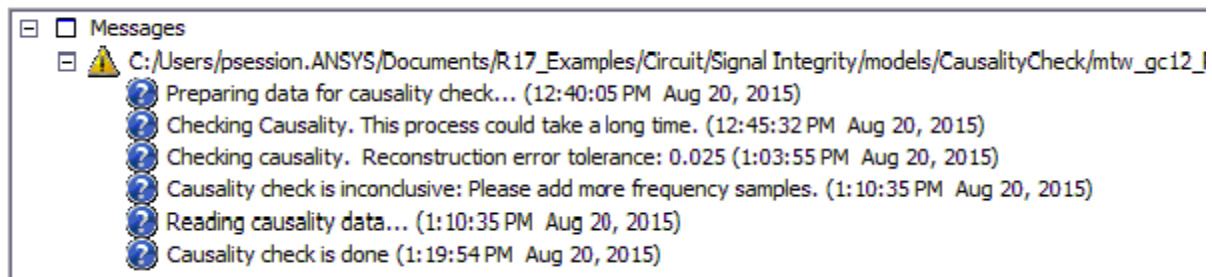 Messages
C:/Users/psession.ANSYS/Documents/R17_Examples/Circuit/Signal Integrity/models/CausalityCheck/mtw_gc12_
Preparing data for causality check... (12:40:05 PM Aug 20, 2015)
Checking Causality. This process could take a long time. (12:45:32 PM Aug 20, 2015)
Checking causality. Reconstruction error tolerance: 0.025 (1:03:55 PM Aug 20, 2015)
Causality check is inconclusive: Please add more frequency samples. (1:10:35 PM Aug 20, 2015)
Reading causality data... (1:10:35 PM Aug 20, 2015)
Causality check is done (1:19:54 PM Aug 20, 2015)